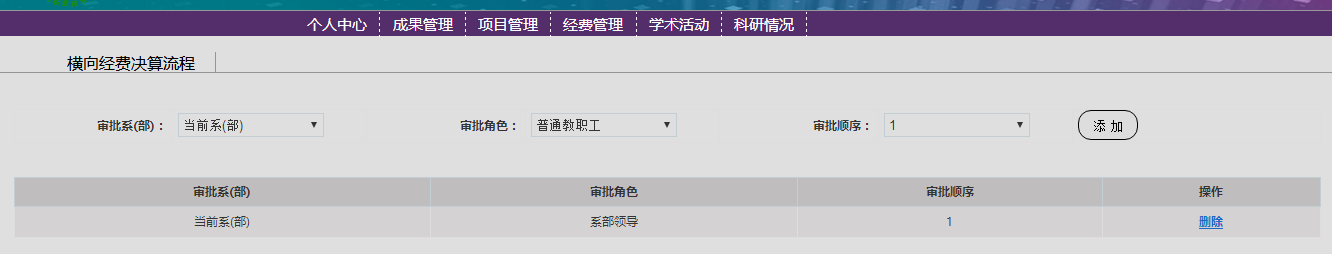 个人中心 成果管理 项目管理 经费管理 学术活动 科研情况
横向经费决算流程
审批系(部)： 当前系(部) 审批角色： 普通教职工 审批顺序： 1 添 加
审批系(部) 审批角色 审批顺序 操作
当前系(部) 系部领导 1 删除